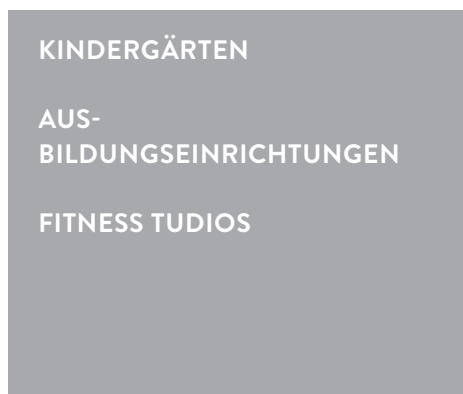 KINDERGÄRTEN
AUS-
BILDUNGSEINRICHTUNGEN
FITNESS TUDIOS